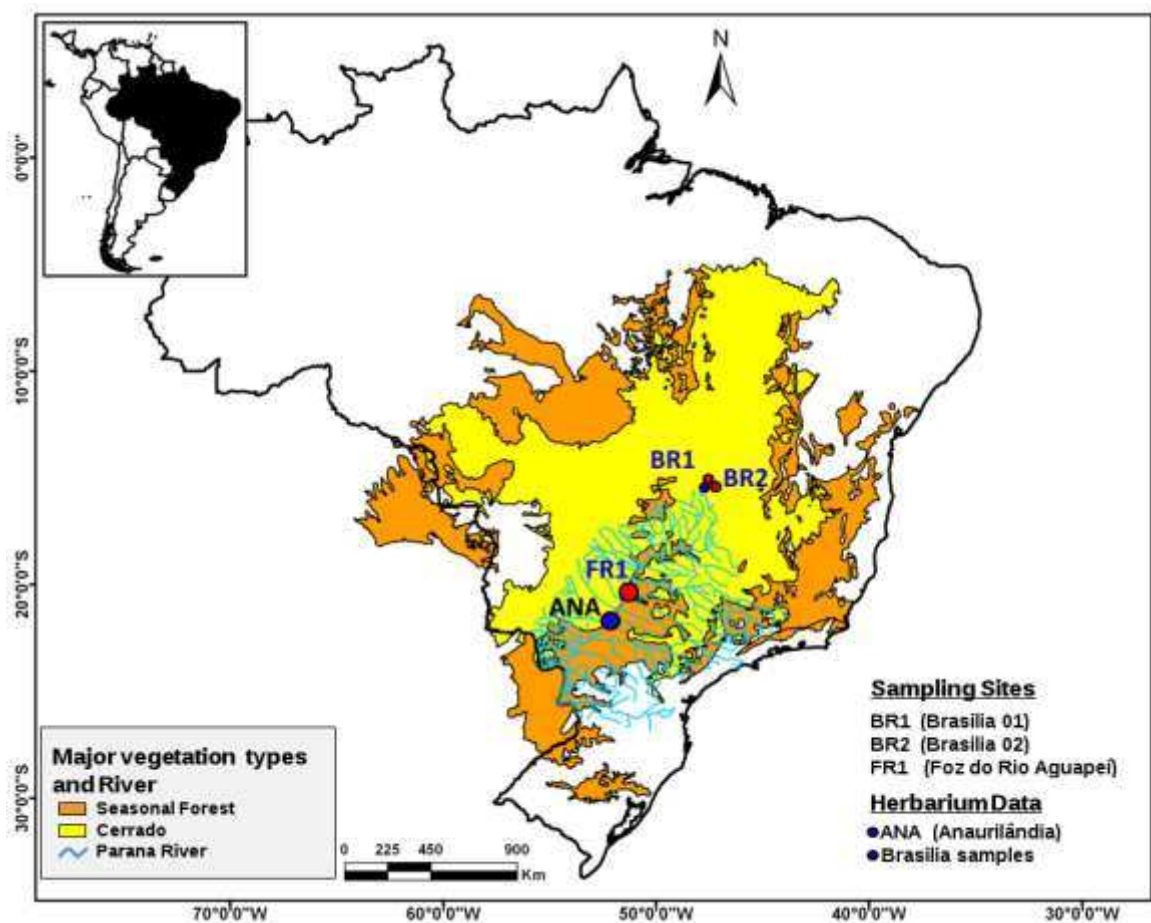 N
0°0'0"
10°0'0"S
20°0'0"S
30°0'0"S
BR1
BR2
FR1
ANA
Sampling Sites
BR1 (Brasilia 01)
BR2 (Brasilia 02)
FR1 (Foz do Rio Aguapeí)
Herbarium Data
ANA (Anaurilândia)
Brasilia samples
Major vegetation types
and River
Seasonal Forest
Cerrado
Parana River
0 225 450 900
Km
70°0'0"W 60°0'0"W 50°0'0"W 40°0'0"W 30°0'0"W